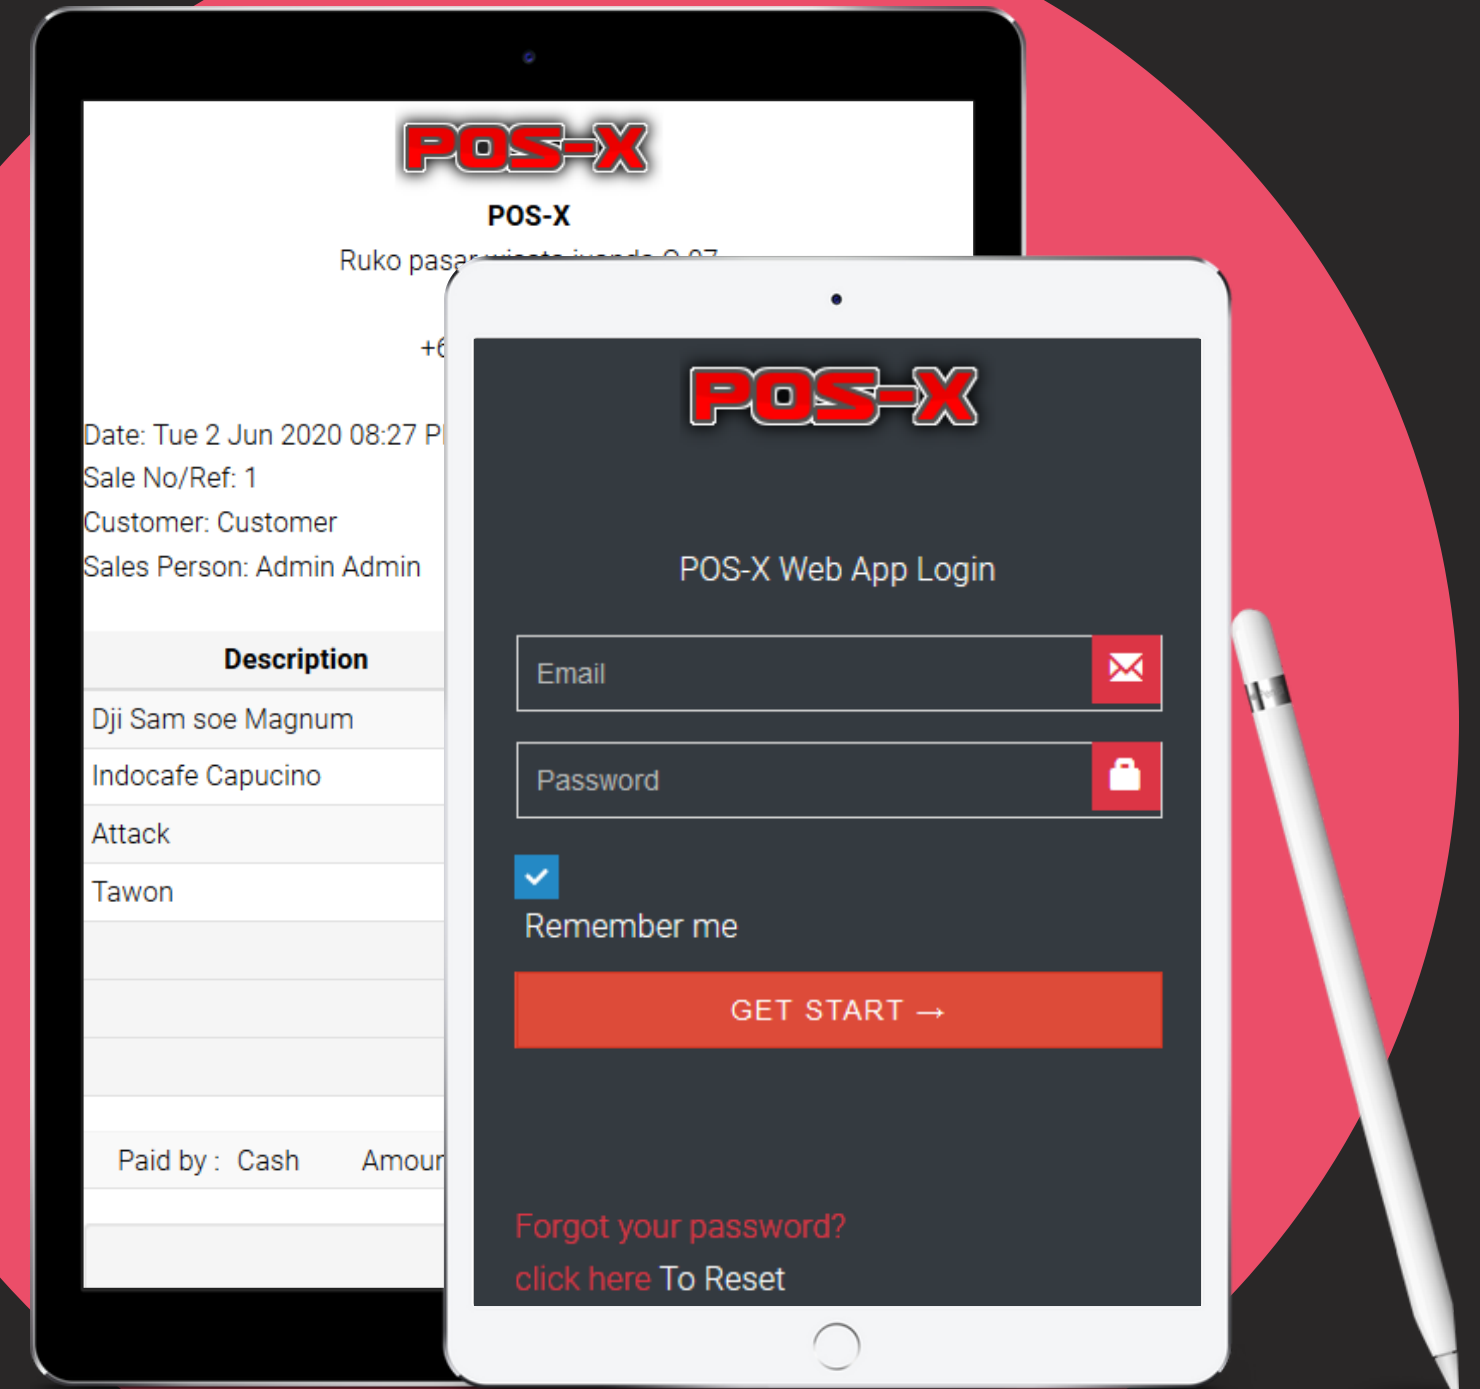 POS-X
POS-X
Ruko pasar
+6
Date: Tue 2 Jun 2020 08:27 P
Sale No/Ref: 1
Customer: Customer
Sales Person: Admin Admin
Description
Dji Sam soe Magnum
Indocafe Capucino
Attack
Tawon
Paid by : Cash Amour
POS-X
POS-X Web App Login
Email
Password
Remember me
GET START →
Forgot your password?
click here To Reset